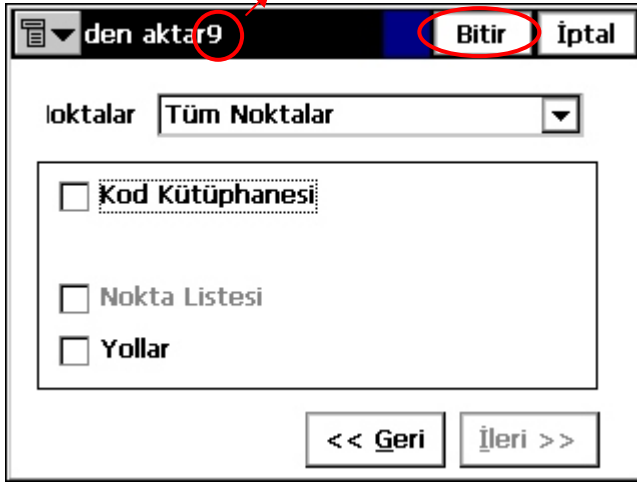 den aktar9 Bitir İptal
loktalar Tüm Noktalar
Kod Kütüphanesi
Nokta Listesi
Yollar
<< Geri İleri >>